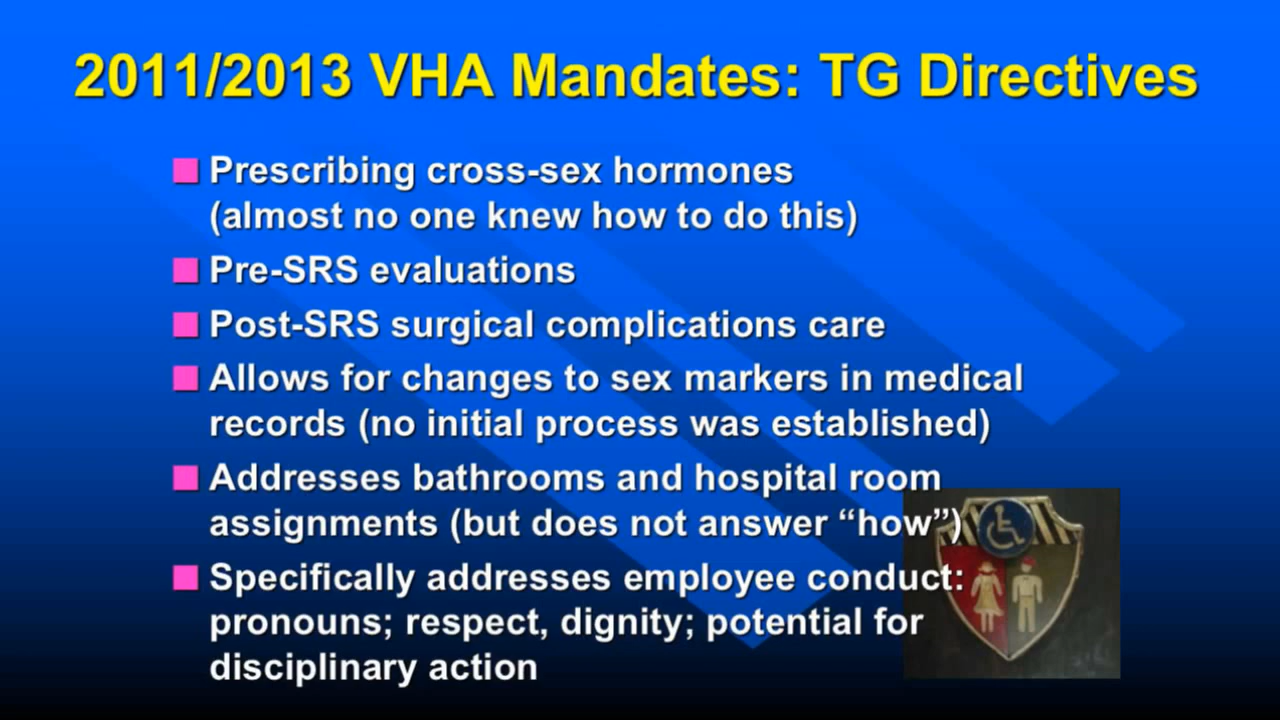 2011/2013 VHA Mandates: TG Directives
Prescribing cross-sex hormones
(almost no one knew how to do this)
Pre-SRS evaluations
Post-SRS surgical complications care
Allows for changes to sex markers in medical
records (no initial process was established)
Addresses bathrooms and hospital room
assignments (but does not answer “how”)
Specifically addresses employee conduct:
pronouns; respect, dignity; potential for
disciplinary action